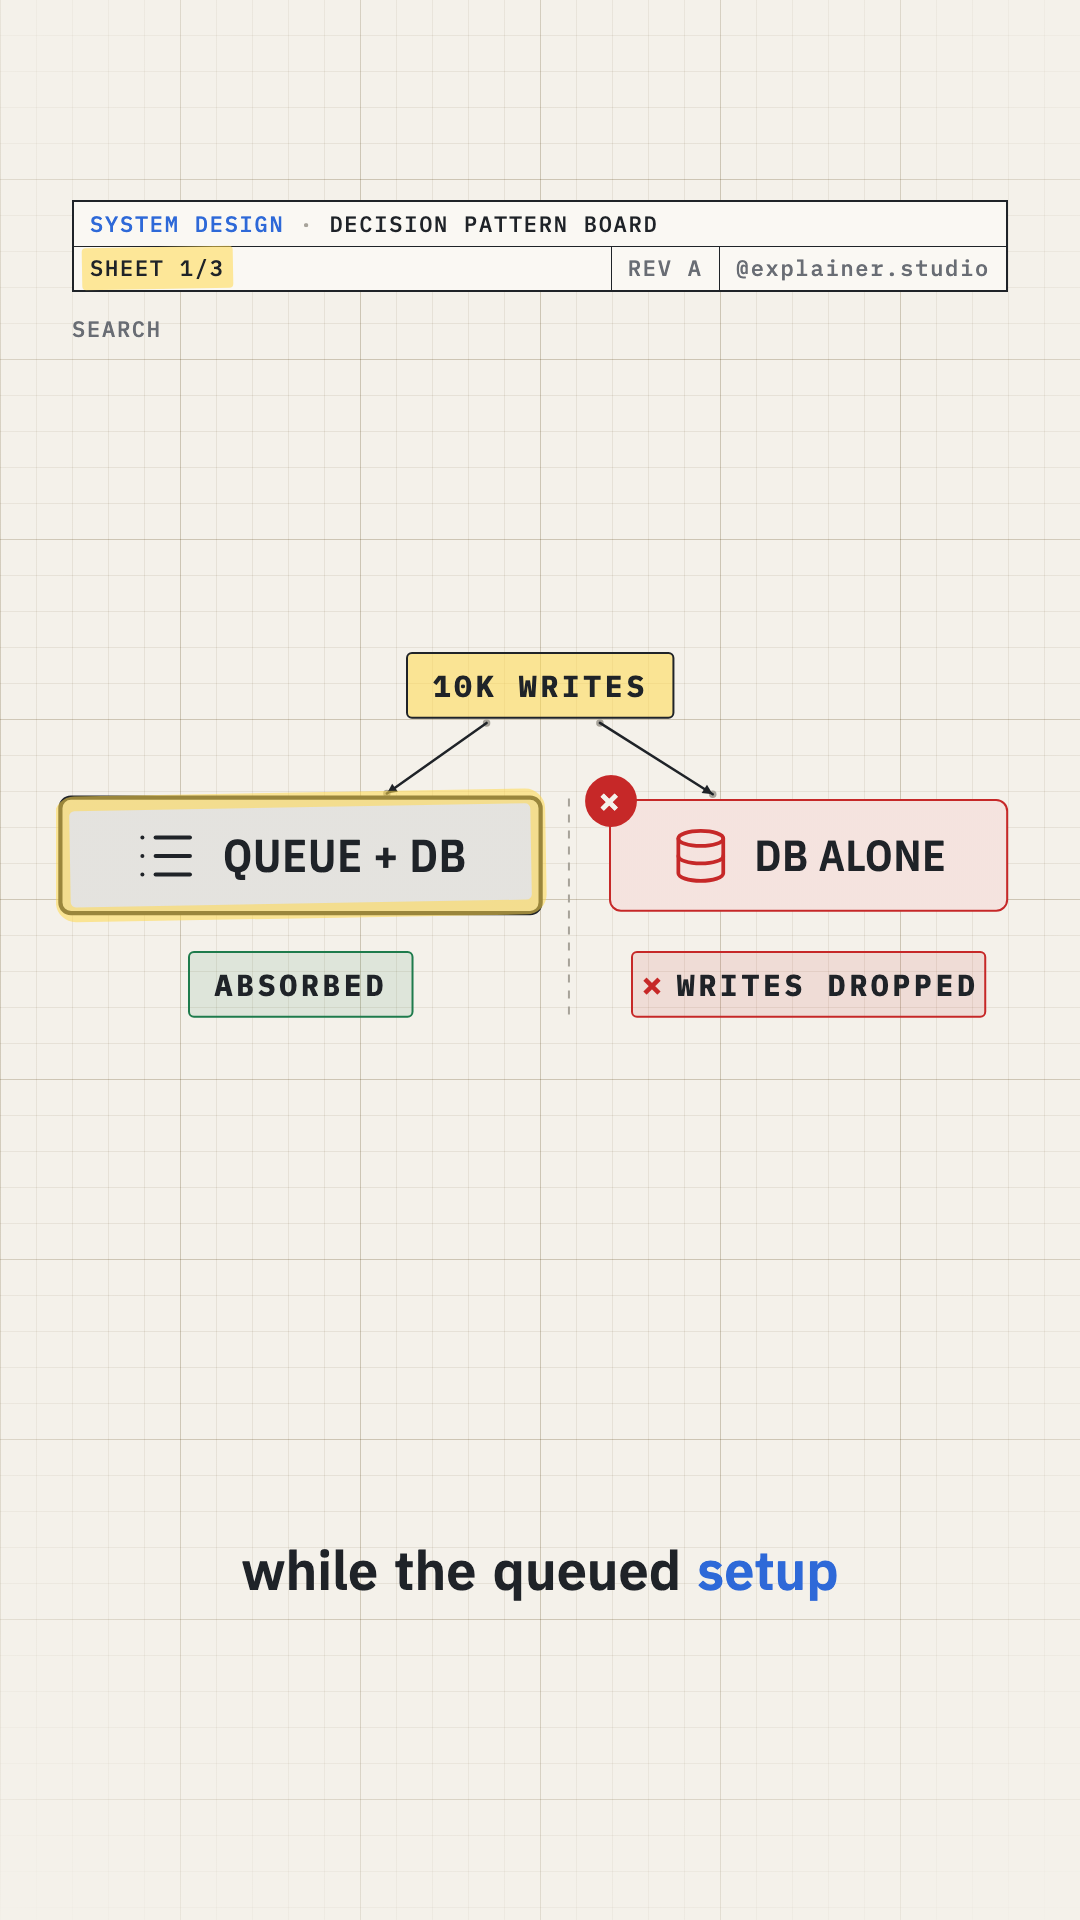 SYSTEM DESIGN · DECISION PATTERN BOARD
SHEET 1/3 REV A @explainer.studio
SEARCH
10K WRITES
QUEUE + DB DB ALONE
ABSORBED × WRITES DROPPED
while the queued setup